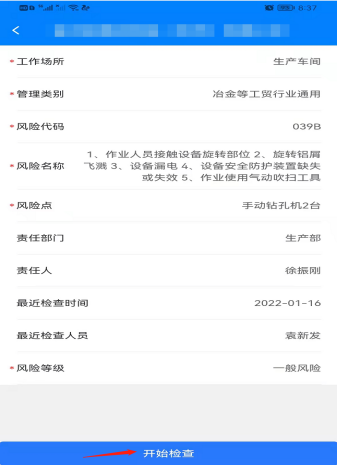 8:37
* 工作场所 生产车间
* 管理类别 冶金等工贸行业通用
* 风险代码 039B
1、作业人员接触设备旋转部位 2、旋转铝屑
* 风险名称 飞溅 3、设备漏电 4、设备安全防护装置缺失
或失效 5、作业使用气动吹扫工具
* 风险点 手动钻孔机2台
责任部门 生产部
责任人 徐振刚
最近检查时间 2022-01-16
最近检查人员 袁新发
* 风险等级 一般风险
开始检查